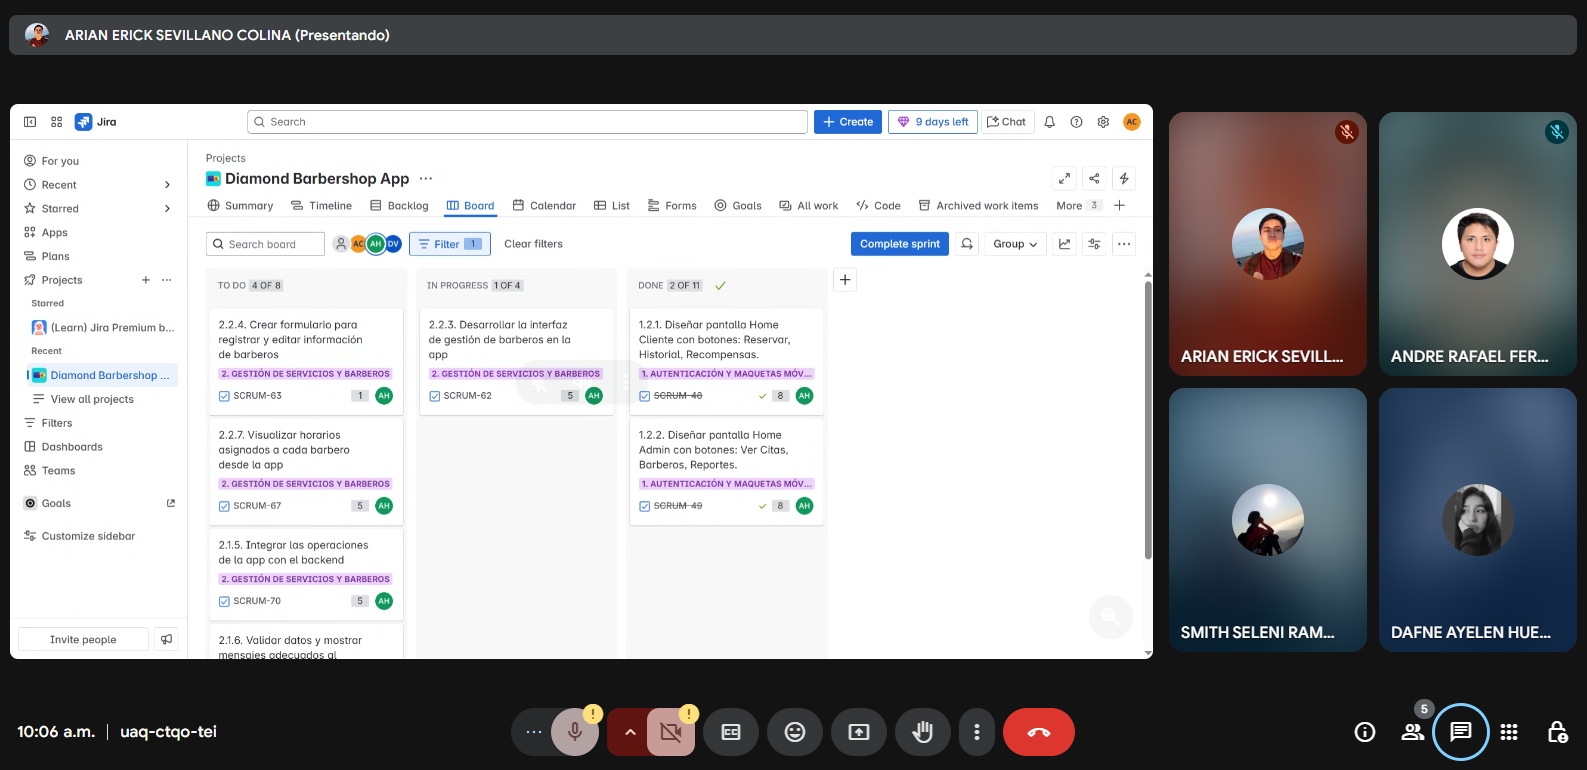 ARIAN ERICK SEVILLANO COLINA (Presentando)
Jira
Search
+ Create
9 days left
Chat
AC
For you
Recent
Starred
Apps
Plans
Projects
Starred
(Learn) Jira Premium b...
Recent
Diamond Barbershop ...
View all projects
Filters
Dashboards
Teams
Goals
Customize sidebar
Invite people
Projects
Diamond Barbershop App
Summary
Timeline
Backlog
Board
Calendar
List
Forms
Goals
All work
Code
Archived work items
More 3
Search board
AC AH DV
Filter 1
Clear filters
Complete sprint
Group
TO DO 4 OF 8
2.2.4. Crear formulario para
registrar y editar información
de barberos
2. GESTIÓN DE SERVICIOS Y BARBEROS
SCRUM-63 1 AH
2.2.7. Visualizar horarios
asignados a cada barbero
desde la app
2. GESTIÓN DE SERVICIOS Y BARBEROS
SCRUM-67 5 AH
2.1.5. Integrar las operaciones
de la app con el backend
2. GESTIÓN DE SERVICIOS Y BARBEROS
SCRUM-70 5 AH
2.1.6. Validar datos y mostrar
mensajes adecuados al
IN PROGRESS 1 OF 4
2.2.3. Desarrollar la interfaz
de gestión de barberos en la
app
2. GESTIÓN DE SERVICIOS Y BARBEROS
SCRUM-62 5 AH
DONE 2 OF 11
1.2.1. Diseñar pantalla Home
Cliente con botones: Reservar,
Historial, Recompensas.
1. AUTENTICACIÓN Y MAQUETAS MÓV...
SCRUM-48 8 AH
1.2.2. Diseñar pantalla Home
Admin con botones: Ver Citas,
Barberos, Reportes.
1. AUTENTICACIÓN Y MAQUETAS MÓV...
SCRUM-49 8 AH
ARIAN ERICK SEVILL...
ANDRE RAFAEL FER...
SMITH SELENI RAM...
DAFNE AYELEN HUE...
10:06 a.m. | uaq-ctqo-tei
5